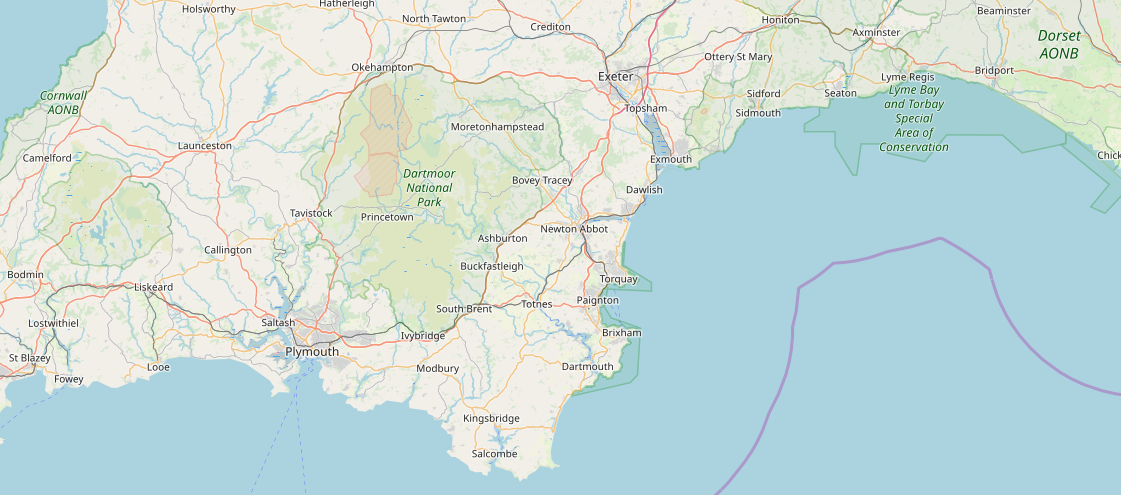 Holsworthy
Hatherleigh
North Tawton
Crediton
Honiton
Beaminster
Axminster
Dorset
AONB
Ottery St Mary
Okehampton
Exeter
Lyme Regis
Bridport
Cornwall
AONB
Sidford
Seaton
Lyme Bay
and Torbay
Special
Area of
Conservation
Topsham
Sidmouth
Moretonhampstead
Launceston
Camelford
Exmouth
Chick
Dartmoor
National
Park
Bovey Tracey
Dawlish
Tavistock
Princetown
Newton Abbot
Ashburton
Callington
Buckfastleigh
Bodmin
Torquay
Liskeard
Paignton
Totnes
South Brent
Lostwithiel
Saltash
Ivybridge
Brixham
Plymouth
St Blazey
Looe
Modbury
Dartmouth
Fowey
Kingsbridge
Salcombe